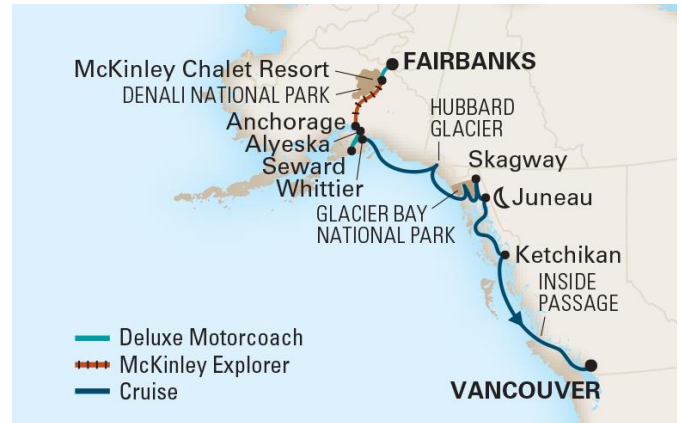 FAIRBANKS
McKinley Chalet Resort
DENALI NATIONAL PARK
HUBBARD
GLACIER
Anchorage
Alyeska
Seward
Whittier
Skagway
Juneau
GLACIER BAY
NATIONAL PARK
Ketchikan
INSIDE
PASSAGE
Deluxe Motorcoach
McKinley Explorer
Cruise
VANCOUVER